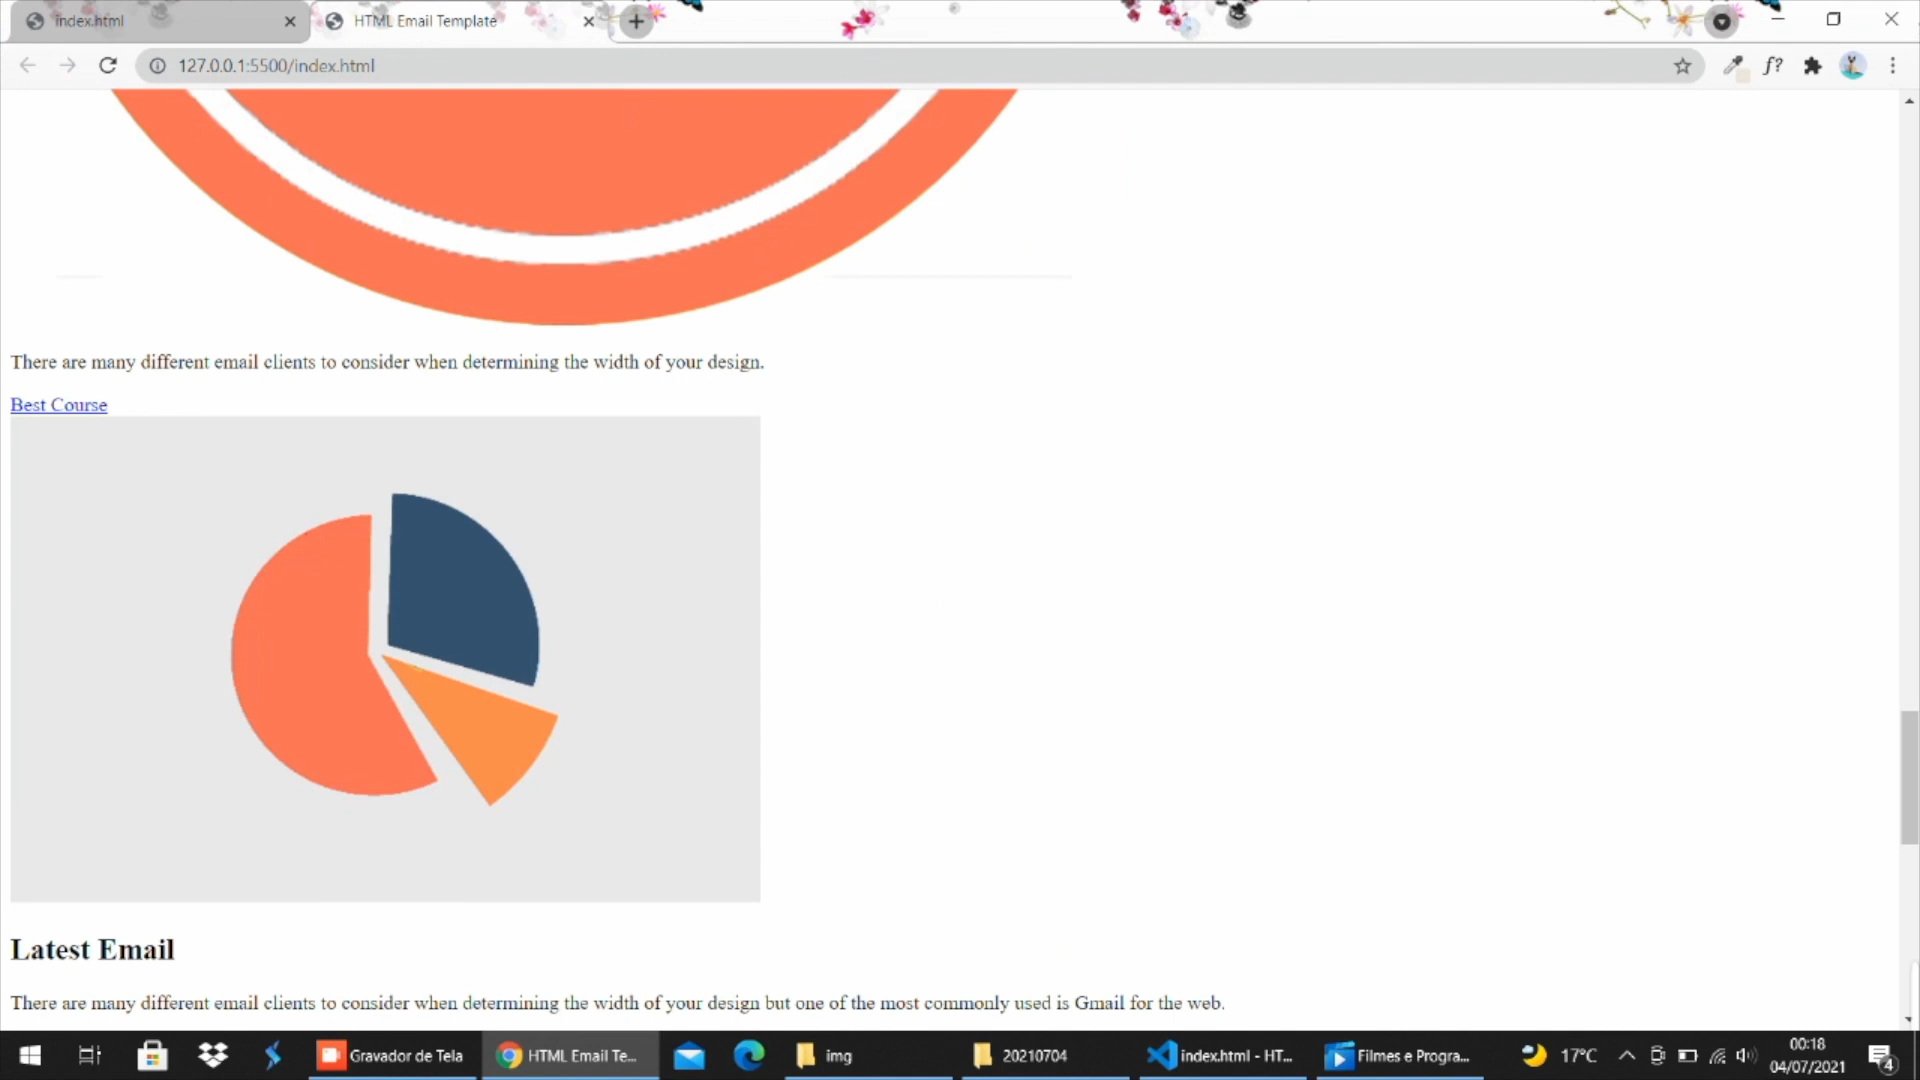 index.html
HTML Email Template
127.0.0.1:5500/index.html
f?
There are many different email clients to consider when determining the width of your design.
Best Course
Latest Email
There are many different email clients to consider when determining the width of your design but one of the most commonly used is Gmail for the web.
Gravador de Tela
HTML Email Te...
img
20210704
index.html - HT...
Filmes e Progra...
17°C
00:18
04/07/2021
4